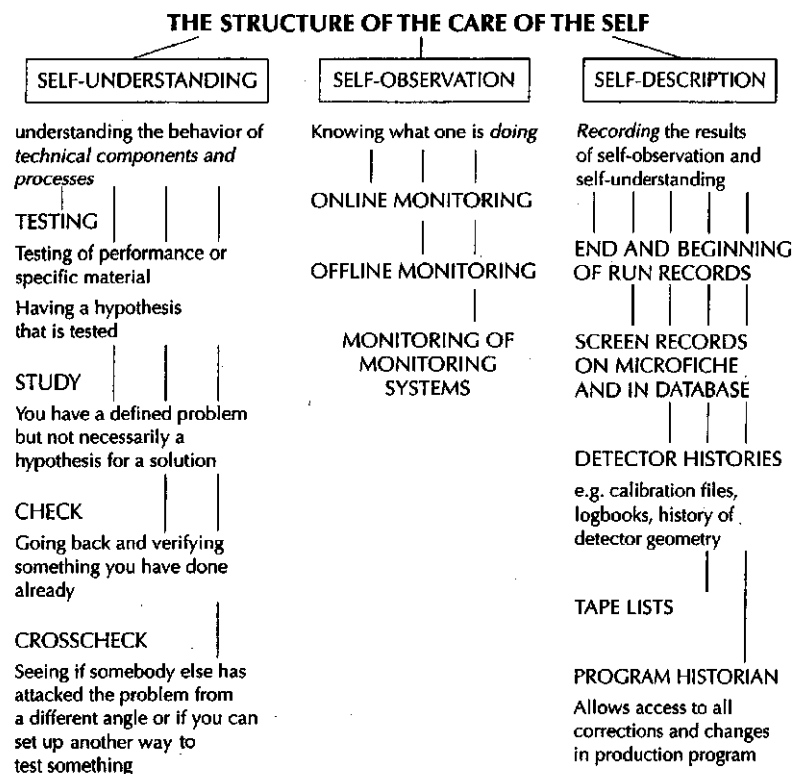 THE STRUCTURE OF THE CARE OF THE SELF
SELF-UNDERSTANDING
understanding the behavior of
technical components and
processes
TESTING
Testing of performance or
specific material
Having a hypothesis
that is tested
STUDY
You have a defined problem
but not necessarily a
hypothesis for a solution
CHECK
Going back and verifying
something you have done
already
CROSSCHECK
Seeing if somebody else has
attacked the problem from
a different angle or if you can
set up another way to
test something
SELF-OBSERVATION
Knowing what one is doing
ONLINE MONITORING
OFFLINE MONITORING
MONITORING OF
MONITORING
SYSTEMS
SELF-DESCRIPTION
Recording the results
of self-observation and
self-understanding
END AND BEGINNING
OF RUN RECORDS
SCREEN RECORDS
ON MICROFICHE
AND IN DATABASE
DETECTOR HISTORIES
e.g. calibration files,
logbooks, history of
detector geometry
TAPE LISTS
PROGRAM HISTORIAN
Allows access to all
corrections and changes
in production program